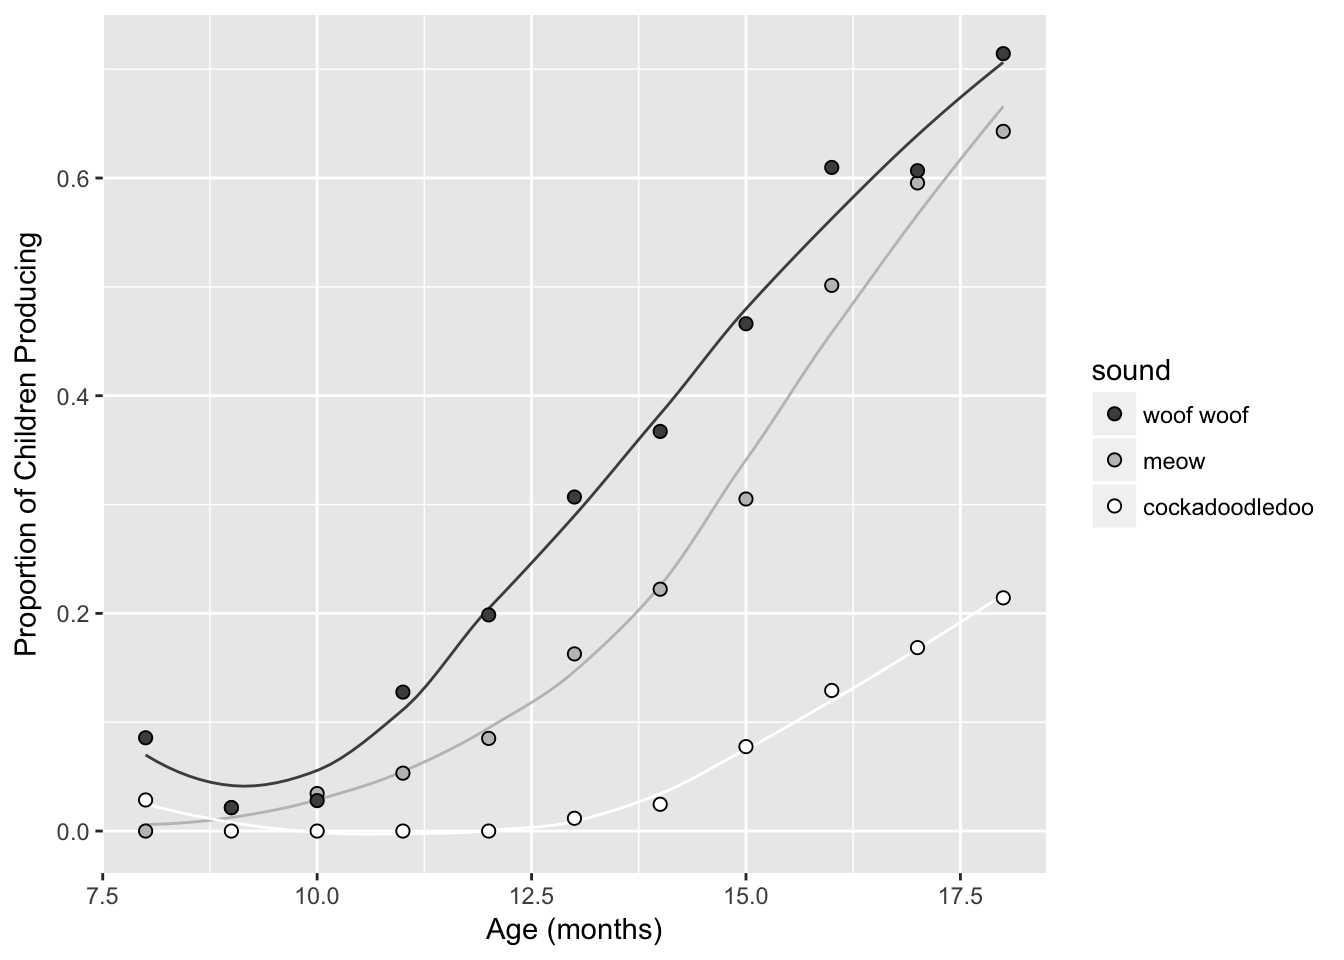 Proportion of Children Producing
0.6
0.4
0.2
0.0
7.5 10.0 12.5 15.0 17.5
Age (months)
sound
woof woof
meow
cockadoodledoo